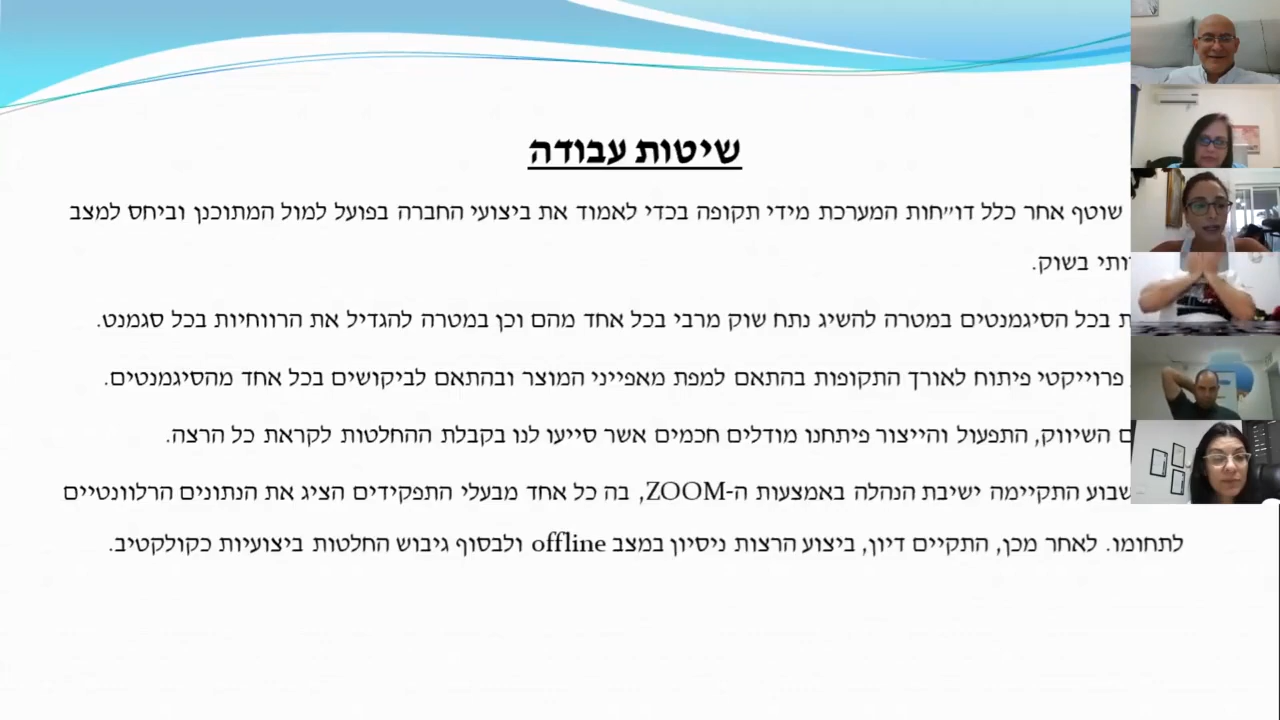 שיטות עבודה
שוטף אחר כלל דו״חות המערכת מידי תקופה בכדי לאמוד את ביצועי החברה בפועל למול המתוכנן וביחס למצב
בשוק.
בכל הסיגמנטים במטרה להשיג נתח שוק מרבי בכל אחד מהם וכן במטרה להגדיל את הרווחיות בכל סגמנט.
פרוייקטי פיתוח לאורך התקופות בהתאם למפת מאפייני המוצר ובהתאם לביקושים בכל אחד מהסיגמנטים.
השיווק, התפעול והייצור פיתחנו מודלים חכמים אשר סייעו לנו בקבלת ההחלטות לקראת כל הרצה.
התקיימה ישיבת הנהלה באמצעות ה-ZOOM, בה כל אחד מבעלי התפקידים הציג את הנתונים הרלוונטיים
לתחומו. לאחר מכן, התקיים דיון, ביצוע הרצות ניסיון במצב offline ולבסוף גיבוש החלטות ביצועיות כקולקטיב.